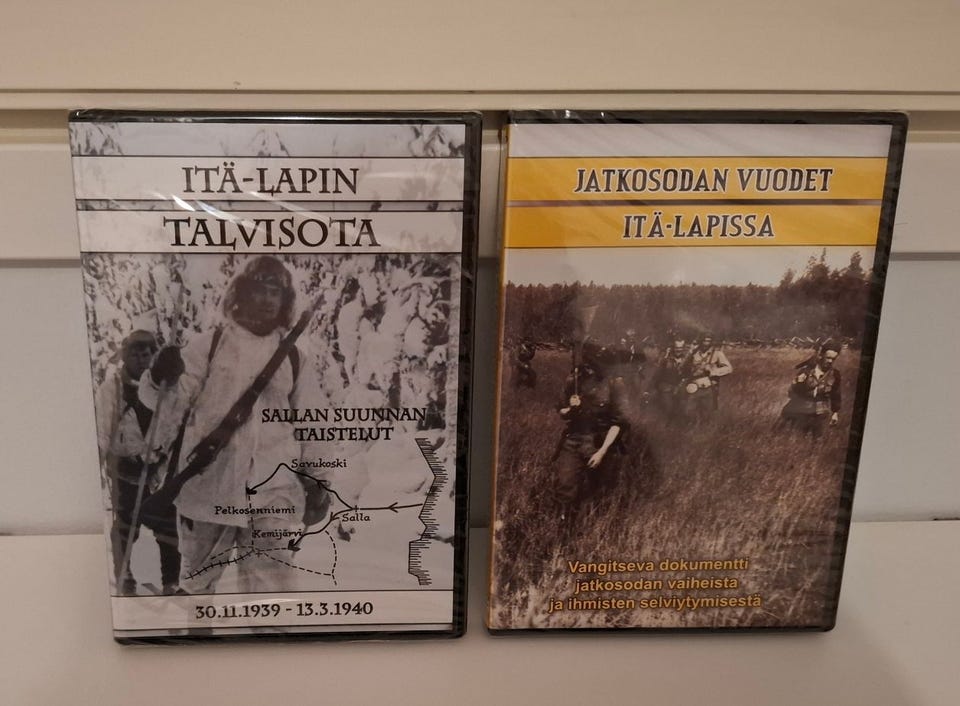 ITÄ-LAPIN
TALVISOTA
SALLAN SUUNNAN
TAISTELUT
Savukoski
Pelkosenniemi
Salla
Kemijärvi
30.11.1939 - 13.3.1940
JATKOSODAN VUODET
ITÄ-LAPISSA
Vangitseva dokumentti
jatkosodan vaiheista
ja ihmisten selviytymisestä